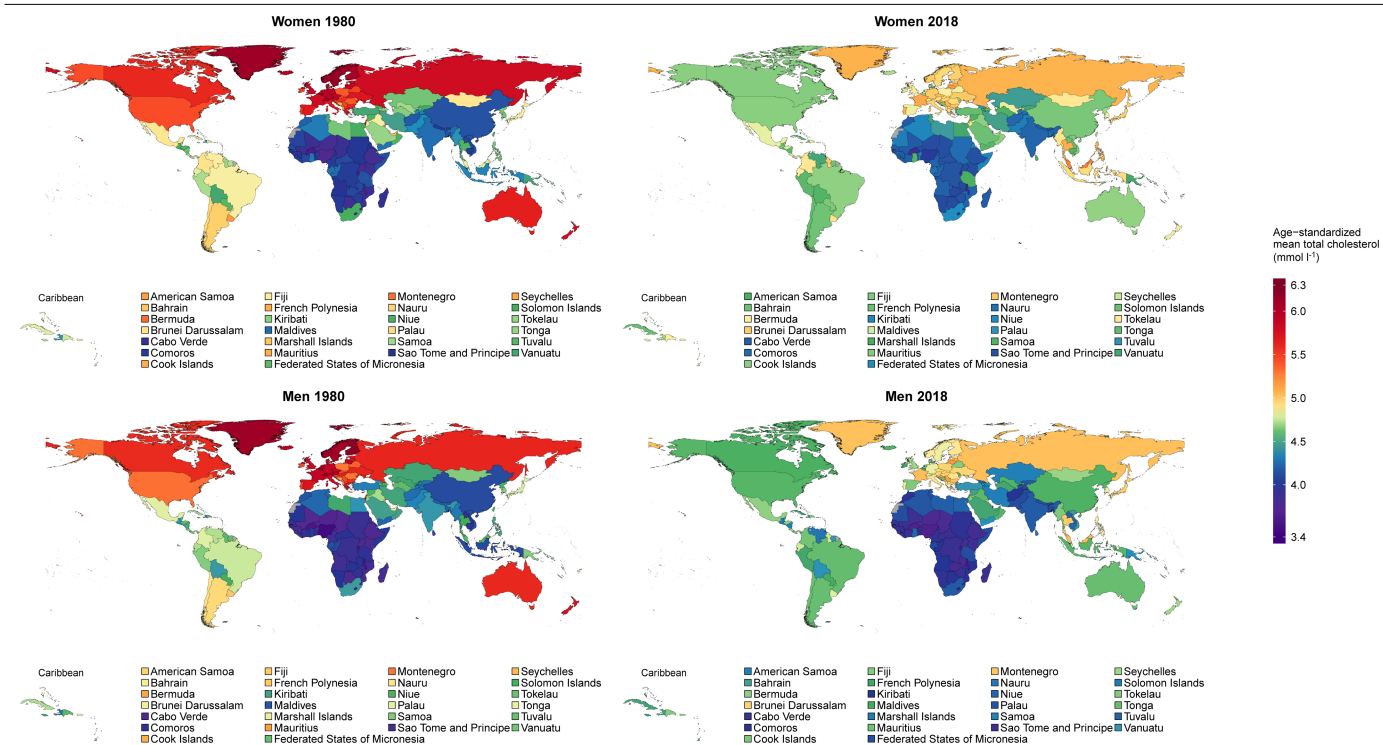 Women 1980
Women 2018
Age−standardized
mean total cholesterol
(mmol l-1)
6.3
6.0
5.5
5.0
4.5
4.0
3.4
Caribbean
American Samoa
Bahrain
Bermuda
Brunei Darussalam
Cabo Verde
Comoros
Cook Islands
Fiji
French Polynesia
Kiribati
Maldives
Marshall Islands
Mauritius
Federated States of Micronesia
Montenegro
Nauru
Niue
Palau
Samoa
Sao Tome and Principe
Seychelles
Solomon Islands
Tokelau
Tonga
Tuvalu
Vanuatu
Caribbean
American Samoa
Bahrain
Bermuda
Brunei Darussalam
Cabo Verde
Comoros
Cook Islands
Fiji
French Polynesia
Kiribati
Maldives
Marshall Islands
Mauritius
Federated States of Micronesia
Montenegro
Nauru
Niue
Palau
Samoa
Sao Tome and Principe
Seychelles
Solomon Islands
Tokelau
Tonga
Tuvalu
Vanuatu
Men 1980
Men 2018
Caribbean
American Samoa
Bahrain
Bermuda
Brunei Darussalam
Cabo Verde
Comoros
Cook Islands
Fiji
French Polynesia
Kiribati
Maldives
Marshall Islands
Mauritius
Federated States of Micronesia
Montenegro
Nauru
Niue
Palau
Samoa
Sao Tome and Principe
Seychelles
Solomon Islands
Tokelau
Tonga
Tuvalu
Vanuatu
Caribbean
American Samoa
Bahrain
Bermuda
Brunei Darussalam
Cabo Verde
Comoros
Cook Islands
Fiji
French Polynesia
Kiribati
Maldives
Marshall Islands
Mauritius
Federated States of Micronesia
Montenegro
Nauru
Niue
Palau
Samoa
Sao Tome and Principe
Seychelles
Solomon Islands
Tokelau
Tonga
Tuvalu
Vanuatu